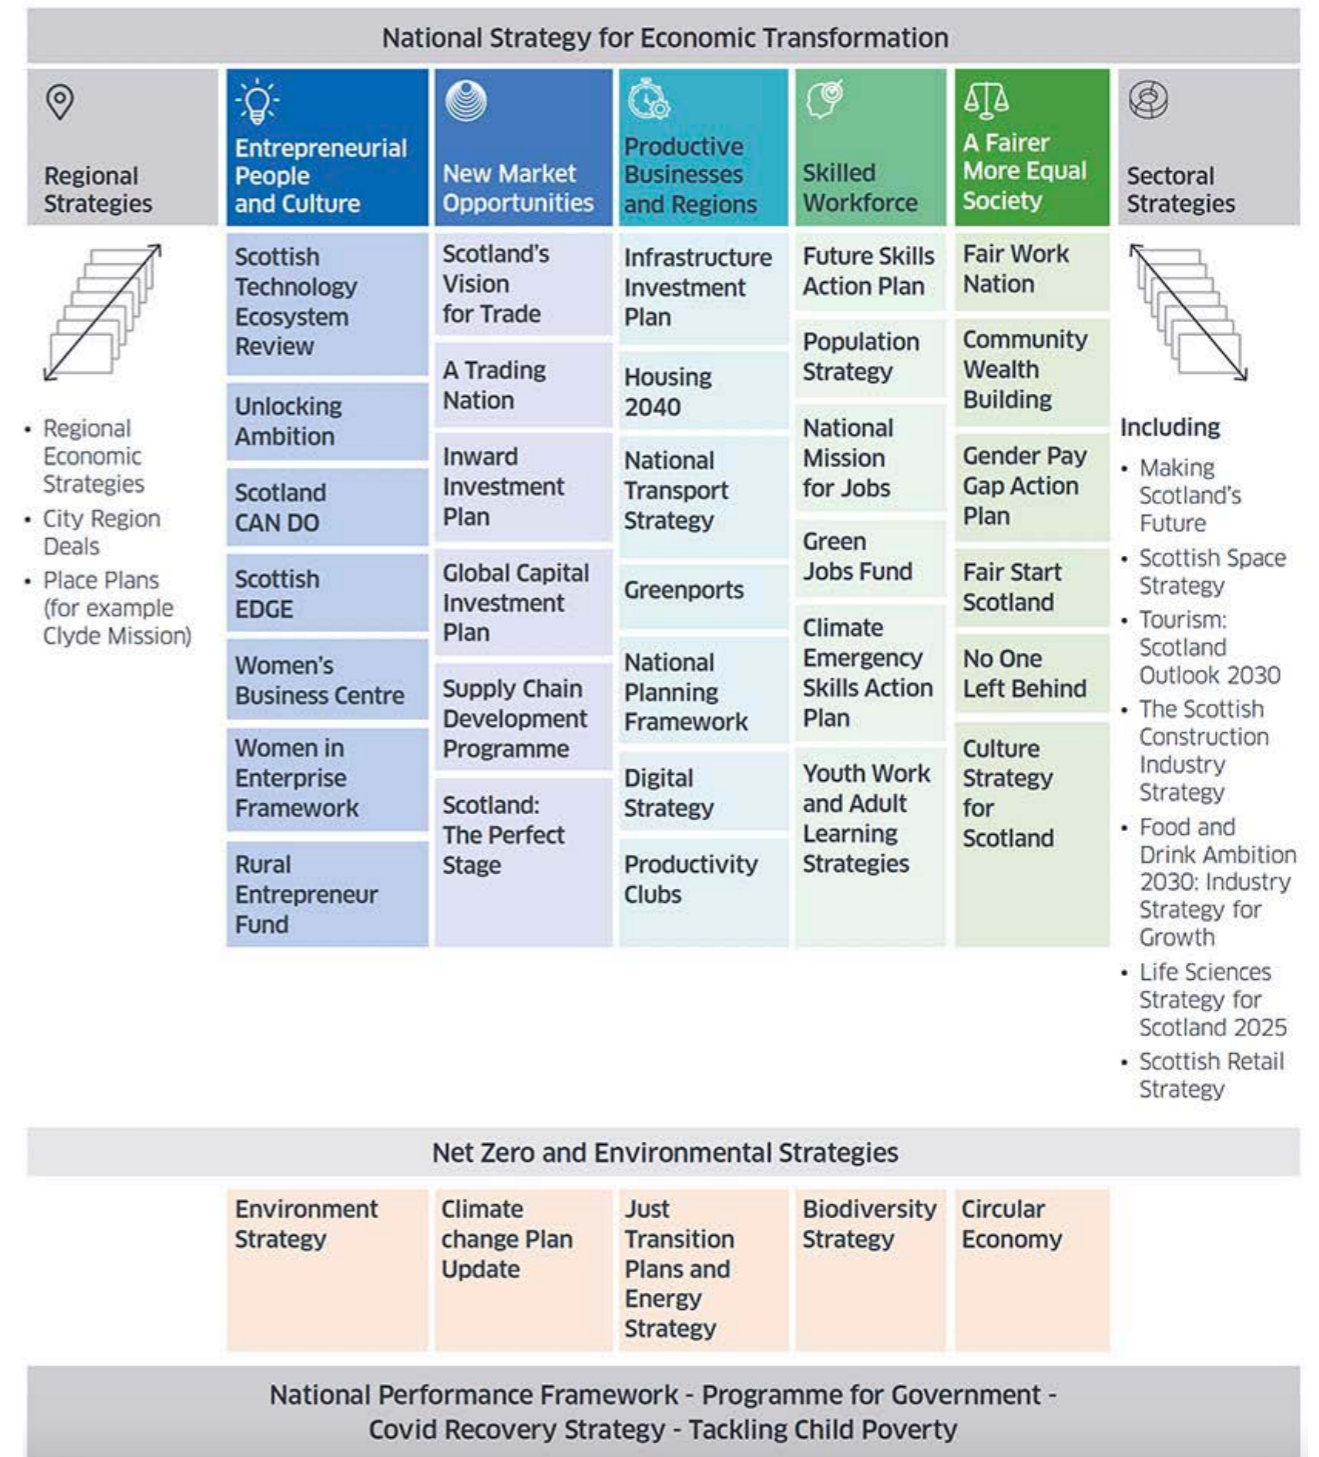 National Strategy for Economic Transformation
Regional
Strategies
• Regional
Economic
Strategies
• City Region
Deals
• Place Plans
(for example
Clyde Mission)
Entrepreneurial
People
and Culture
Scottish
Technology
Ecosystem
Review
Unlocking
Ambition
Scotland
CAN DO
Scottish
EDGE
Women's
Business Centre
Women in
Enterprise
Framework
Rural
Entrepreneur
Fund
New Market
Opportunities
Scotland's
Vision
for Trade
A Trading
Nation
Inward
Investment
Plan
Global Capital
Investment
Plan
Supply Chain
Development
Programme
Scotland:
The Perfect
Stage
Productive
Businesses
and Regions
Infrastructure
Investment
Plan
Housing
2040
National
Transport
Strategy
Greenports
National
Planning
Framework
Digital
Strategy
Productivity
Clubs
Skilled
Workforce
Future Skills
Action Plan
Population
Strategy
National
Mission
for Jobs
Green
Jobs Fund
Climate
Emergency
Skills Action
Plan
Youth Work
and Adult
Learning
Strategies
A Fairer
More Equal
Society
Fair Work
Nation
Community
Wealth
Building
Gender Pay
Gap Action
Plan
Fair Start
Scotland
No One
Left Behind
Culture
Strategy
for
Scotland
Sectoral
Strategies
Including
• Making
Scotland's
Future
• Scottish Space
Strategy
• Tourism:
Scotland
Outlook 2030
• The Scottish
Construction
Industry
Strategy
• Food and
Drink Ambition
2030: Industry
Strategy for
Growth
• Life Sciences
Strategy for
Scotland 2025
• Scottish Retail
Strategy
Net Zero and Environmental Strategies
Environment
Strategy
Climate
change Plan
Update
Just
Transition
Plans and
Energy
Strategy
Biodiversity
Strategy
Circular
Economy
National Performance Framework - Programme for Government -
Covid Recovery Strategy - Tackling Child Poverty